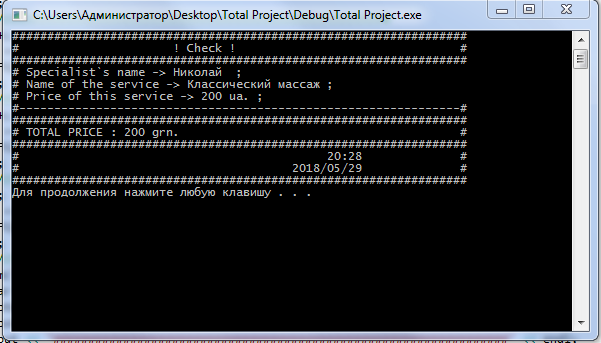 C:\Users\Администратор\Desktop\Total Project\Debug\Total Project.exe
#################################################################
# ! Check ! #
#################################################################
# Specialist`s name -> Николай ;
# Name of the service -> Классический массаж ;
# Price of this service -> 200 ua. ;
#---------------------------------------------------------------#
#################################################################
# TOTAL PRICE : 200 grn. #
#################################################################
# 20:28 #
# 2018/05/29 #
#################################################################
Для продолжения нажмите любую клавишу . . .